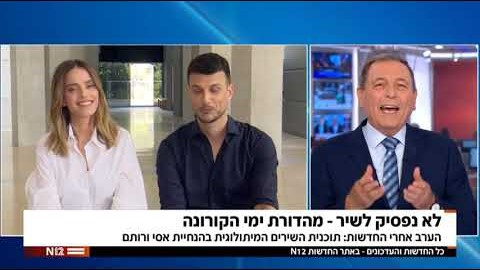 לא נפסיק לשיר - מהדורת ימי הקורונה
הערב אחרי החדשות: תוכנית השירים המיתולוגית בהנחיית אסי ורותם
כל החדשות והעדכונים - באתר החדשות N12
N12